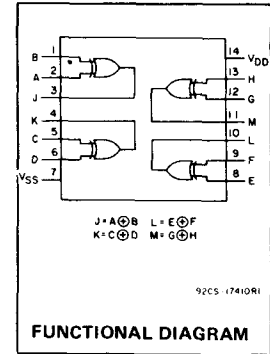 B 1
A 2
J 3
K 4
C 5
D 6
VSS 7
14 VDD
13 H
12 G
11 M
10 L
9 F
8 E
J=A⊕B L=E⊕F
K=C⊕D M=G⊕H
92CS-17410RI
FUNCTIONAL DIAGRAM